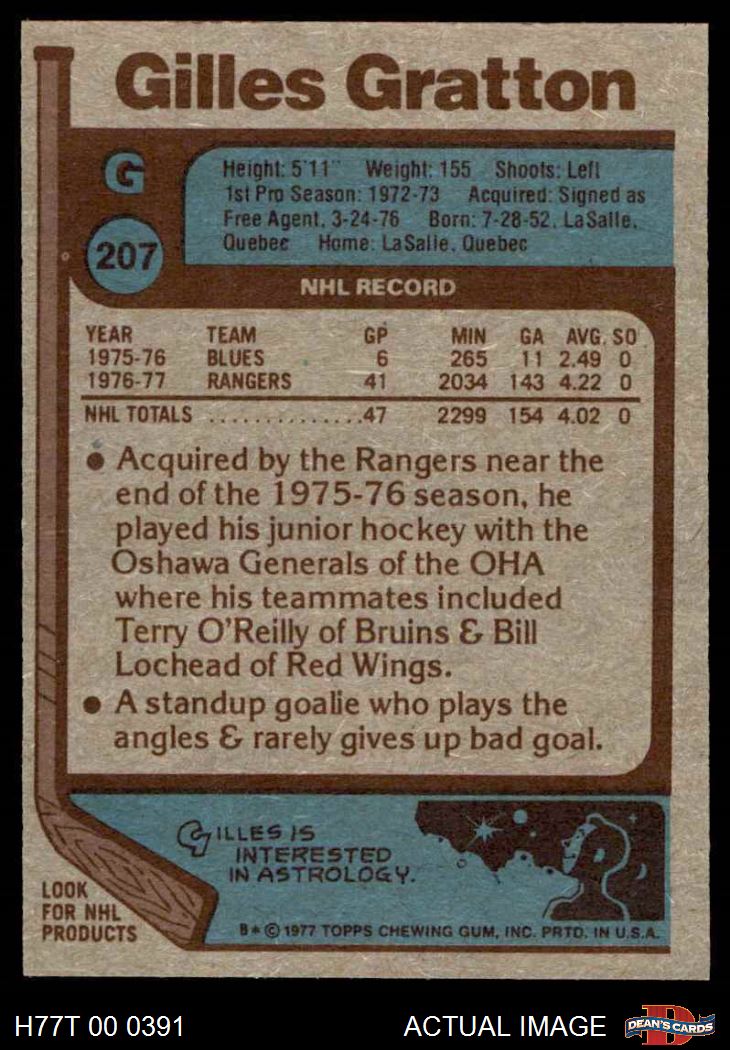 Gilles Gratton
G
207
Height: 5'11" Weight: 155 Shoots: Left
1st Pro Season: 1972-73 Acquired: Signed as
Free Agent, 3-24-76 Born: 7-28-52, LaSalle,
Quebec Home: LaSalle, Quebec
NHL RECORD
YEAR TEAM GP MIN GA AVG. SO
1975-76 BLUES 6 265 11 2.49 0
1976-77 RANGERS 41 2034 143 4.22 0
NHL TOTALS ..............47 2299 154 4.02 0
● Acquired by the Rangers near the
end of the 1975-76 season, he
played his junior hockey with the
Oshawa Generals of the OHA
where his teammates included
Terry O'Reilly of Bruins & Bill
Lochead of Red Wings.
● A standup goalie who plays the
angles & rarely gives up bad goal.
GILLES IS
INTERESTED
IN ASTROLOGY.
LOOK
FOR NHL
PRODUCTS
B* © 1977 TOPPS CHEWING GUM, INC. PRTD. IN U.S.A.
H77T 00 0391 ACTUAL IMAGE
D
DEAN'S CARDS